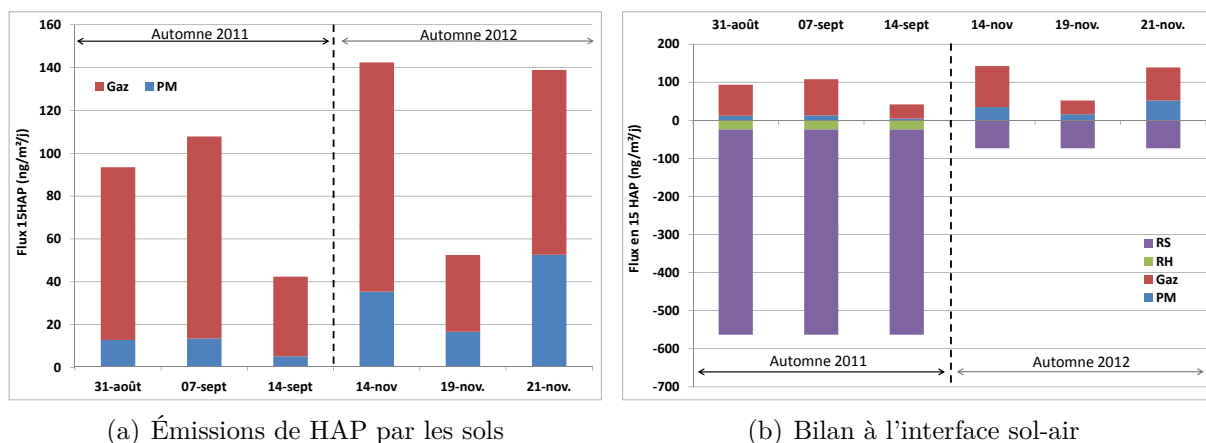 160
140
120
100
80
60
40
20
0
Flux 15HAP (ng/m²/j)
Automne 2011
Automne 2012
Gaz
PM
31-août
07-sept
14-sept
14-nov
19-nov.
21-nov.
(a) Émissions de HAP par les sols
31-août
07-sept
14-sept
14-nov
19-nov.
21-nov.
200
100
0
-100
-200
-300
-400
-500
-600
-700
Flux en 15 HAP (ng/m²/j)
RS
RH
Gaz
PM
Automne 2011
Automne 2012
(b) Bilan à l'interface sol-air